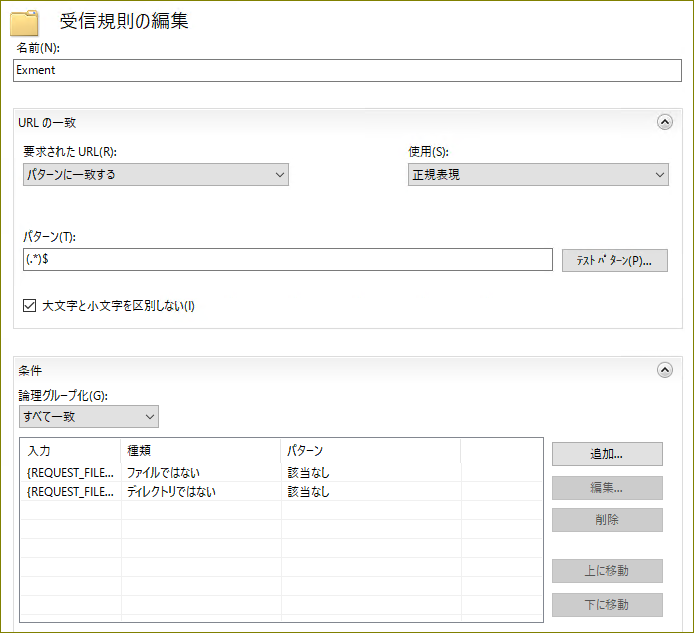 受信規則の編集
名前(N):
Exment
URL の一致
要求された URL(R):
使用(S):
パターンに一致する
正規表現
パターン(T):
(.*)$
テスト パターン(P)...
大文字と小文字を区別しない(I)
条件
論理グループ化(G):
すべて一致
入力 種類 パターン
{REQUEST_FILE... ファイルではない 該当なし
{REQUEST_FILE... ディレクトリではない 該当なし
追加...
編集...
削除
上に移動
下に移動